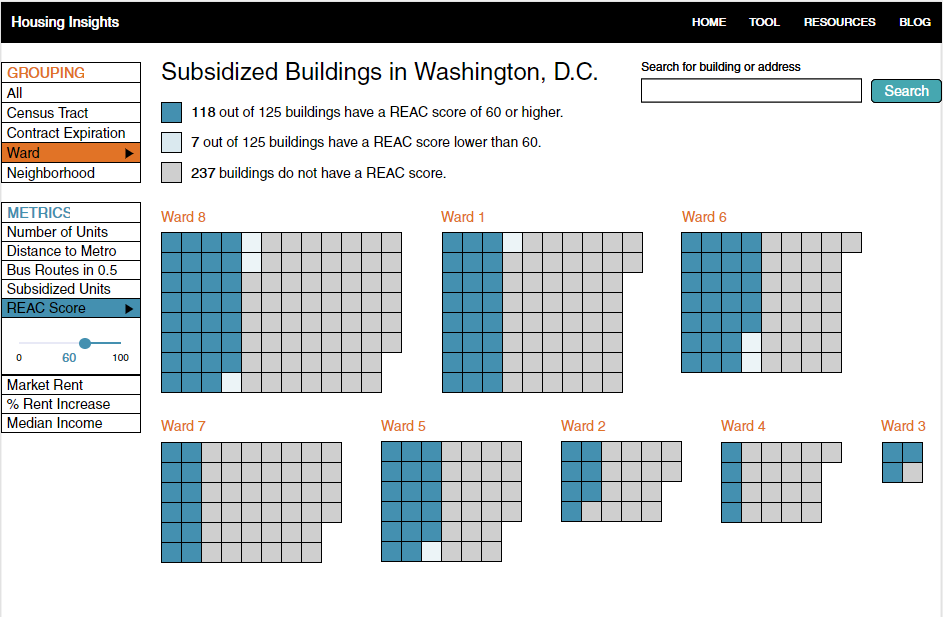 Housing Insights
HOME TOOL RESOURCES BLOG
GROUPING
All
Census Tract
Contract Expiration
Ward
Neighborhood
METRICS
Number of Units
Distance to Metro
Bus Routes in 0.5
Subsidized Units
REAC Score
0 60 100
Market Rent
% Rent Increase
Median Income
Subsidized Buildings in Washington, D.C.
Search for building or address
Search
118 out of 125 buildings have a REAC score of 60 or higher.
7 out of 125 buildings have a REAC score lower than 60.
237 buildings do not have a REAC score.
Ward 8 Ward 1 Ward 6
Ward 7 Ward 5 Ward 2 Ward 4 Ward 3